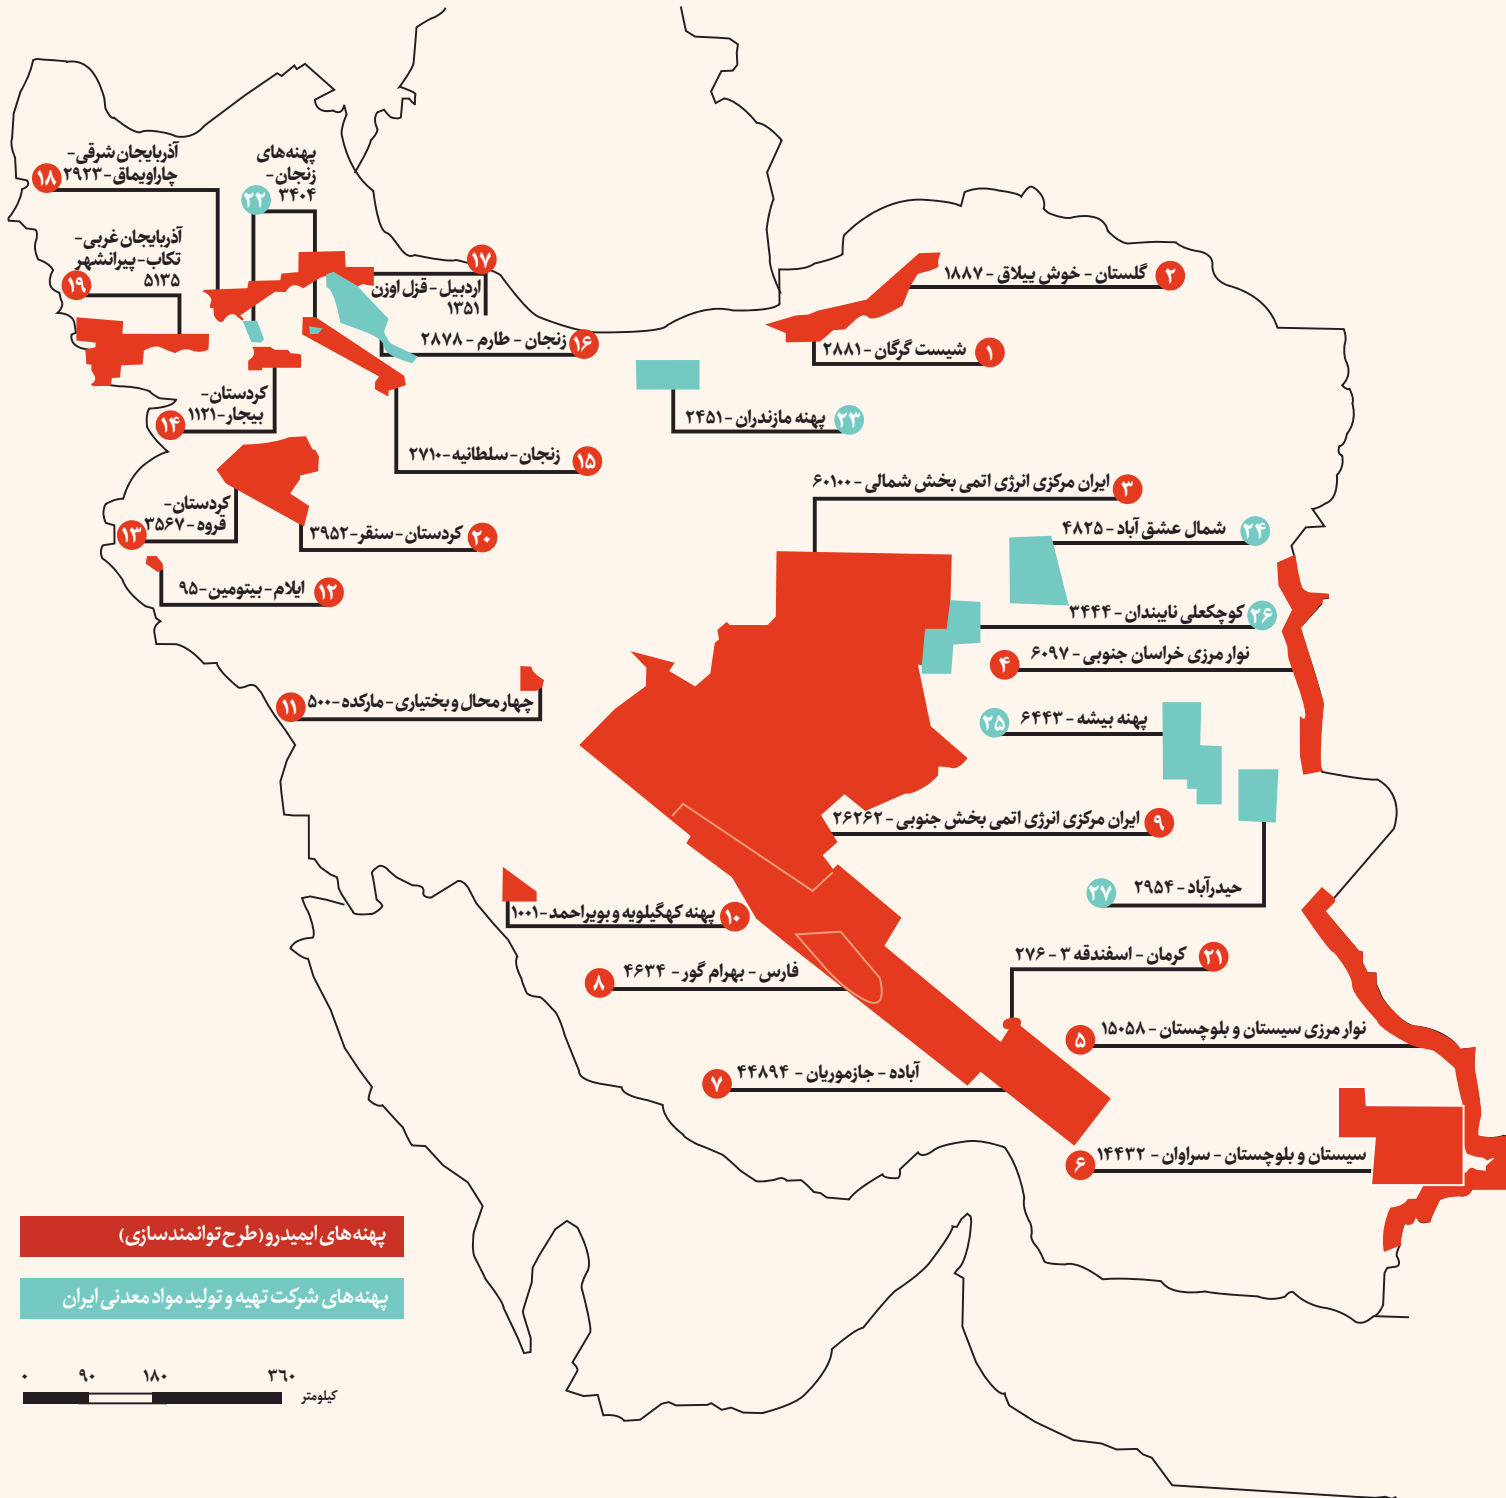 آذربایجان شرقی-
چاراویماق-۲۹۲۳
۱۸
پهنه‌های
زنجان-
۳۴۰۴
۲۲
آذربایجان غربی-
تکاب-پیرانشهر
۵۱۳۵
۱۹
۱۷
اردبیل-قزل اوزن
۱۳۵۱
۱۶
زنجان - طارم - ۲۸۷۸
گلستان - خوش ییلاق - ۱۸۸۷
۲
شیست گرگان-۲۸۸۱
۱
کردستان-
بیجار-۱۱۲۱
۱۴
پهنه مازندران-۲۴۵۱
۲۳
زنجان-سلطانیه-۲۷۱۰
۱۵
ایران مرکزی انرژی اتمی بخش شمالی-۶۰۱۰۰
۳
کردستان-
قروه-۳۵۶۷
۱۳
کردستان-سنقر-۳۹۵۲
۲۰
شمال عشق آباد - ۴۸۲۵
۲۴
ایلام-بیتومین-۹۵
۱۲
کوچکعلی نایبندان-۳۴۴۴
۲۶
نوار مرزی خراسان جنوبی-۶۰۹۷
۴
چهارمحال و بختیاری-مارکده-۵۰۰
۱۱
پهنه بیشه - ۶۴۴۳
۲۵
ایران مرکزی انرژی اتمی بخش جنوبی-۲۶۲۶۲
۹
حیدرآباد - ۲۹۵۴
۲۷
پهنه کهگیلویه و بویراحمد-۱۰۰۱
۱۰
کرمان - اسفندقه ۳ - ۲۷۶
۲۱
فارس - بهرام گور - ۴۶۳۴
۸
نوار مرزی سیستان و بلوچستان - ۱۵۰۵۸
۵
آباده - جازموریان - ۴۴۸۹۴
۷
سیستان و بلوچستان - سراوان - ۱۴۴۳۲
۶
پهنه‌های ایمیدرو(طرح توانمندسازی)
پهنه‌های شرکت تهیه و تولید مواد معدنی ایران
۰ ۹۰ ۱۸۰ ۳٦۰
کیلومتر